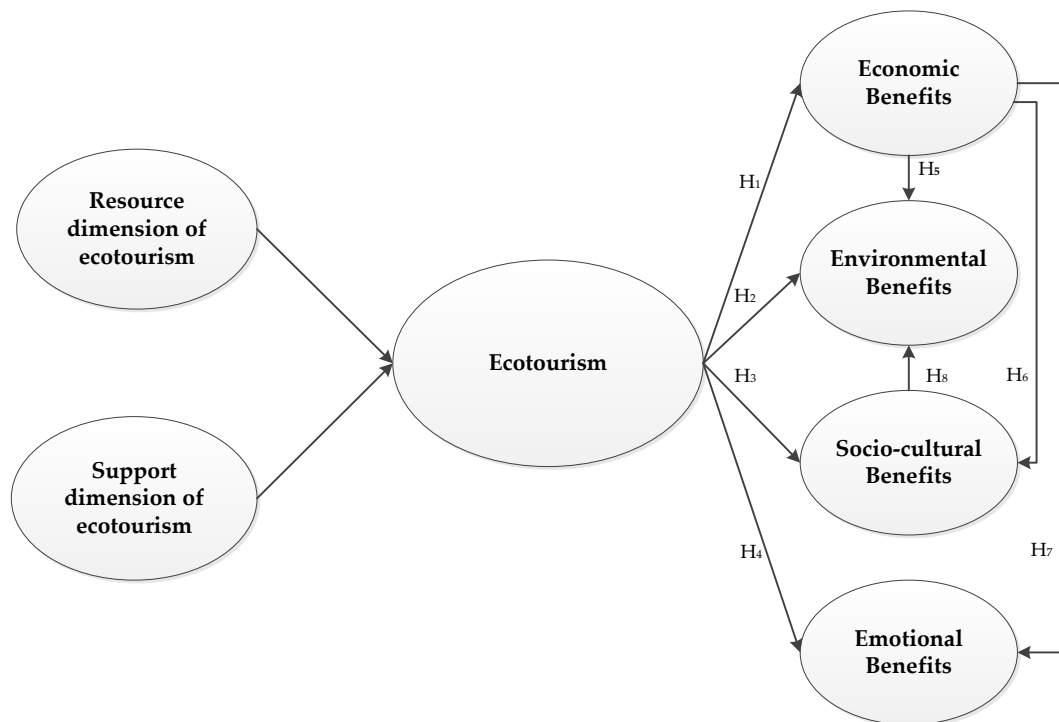 Economic
Benefits
H₁
H₅
Resource
dimension of
ecotourism
Environmental
Benefits
H₂
Ecotourism
H₃
H₈
H₆
Socio-cultural
Benefits
Support
dimension of
ecotourism
H₄
H₇
Emotional
Benefits